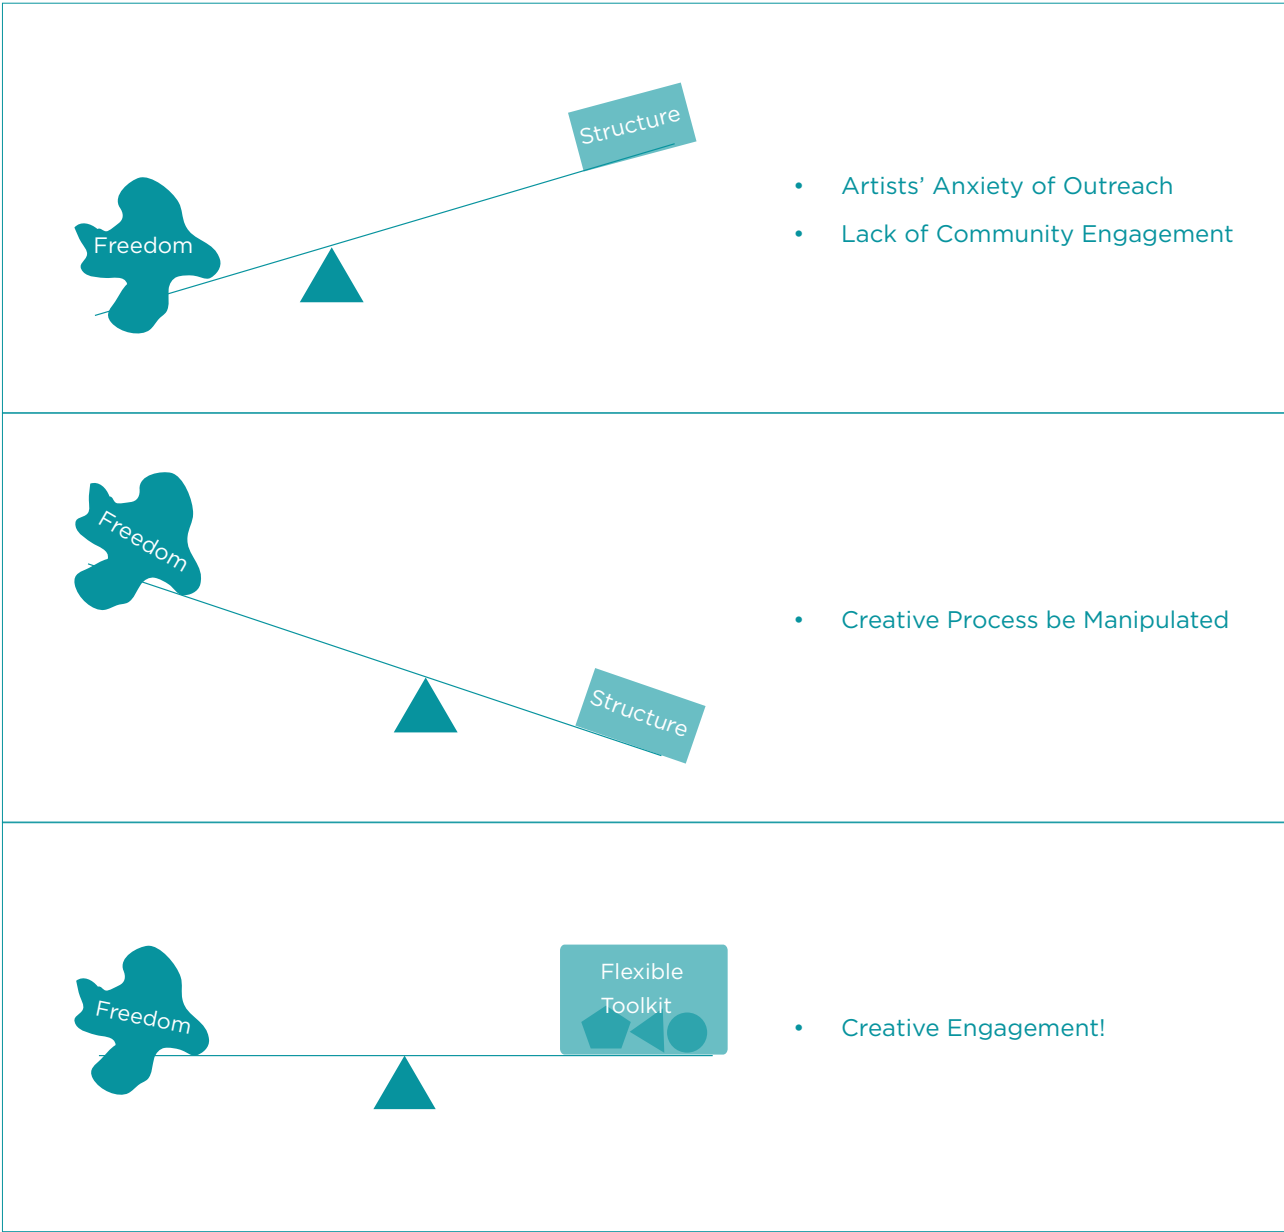 Structure
Freedom
• Artists’ Anxiety of Outreach
• Lack of Community Engagement
Freedom
Structure
• Creative Process be Manipulated
Freedom
Flexible
Toolkit
• Creative Engagement!